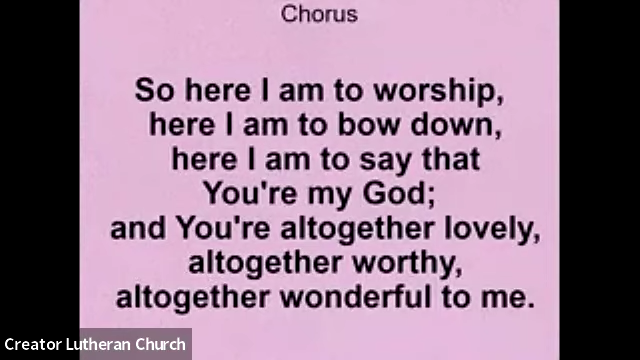 Chorus
So here I am to worship,
here I am to bow down,
here I am to say that
You're my God;
and You're altogether lovely,
altogether worthy,
altogether wonderful to me.
Creator Lutheran Church